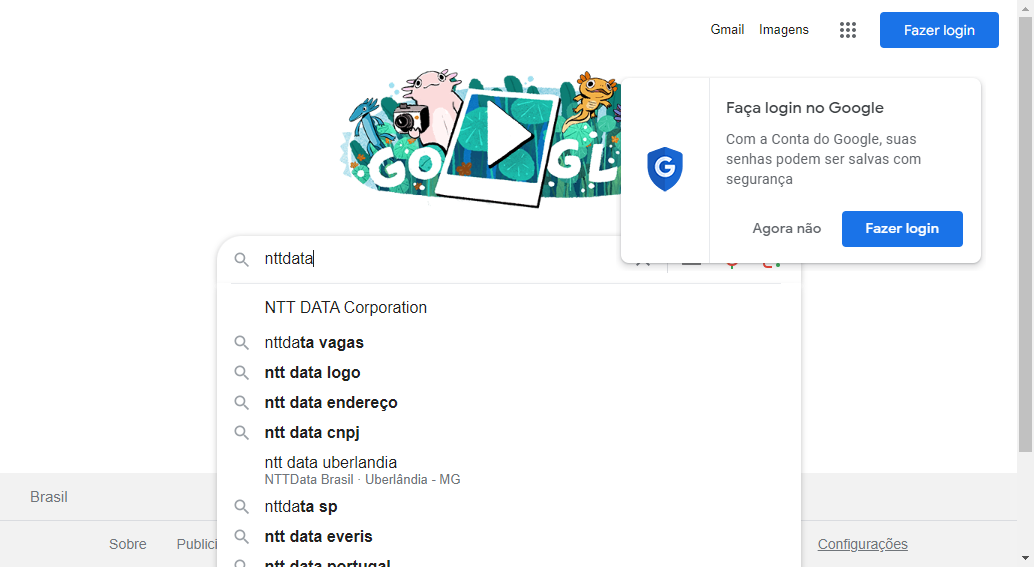 Gmail
Imagens
Fazer login
GOOGL
Faça login no Google
Com a Conta do Google, suas
senhas podem ser salvas com
segurança
G
Agora não
Fazer login
nttdata
NTT DATA Corporation
nttdata vagas
ntt data logo
ntt data endereço
ntt data cnpj
ntt data uberlandia
NTTData Brasil · Uberlândia - MG
nttdata sp
ntt data everis
ntt data portugal
Brasil
Sobre
Publici
Configurações